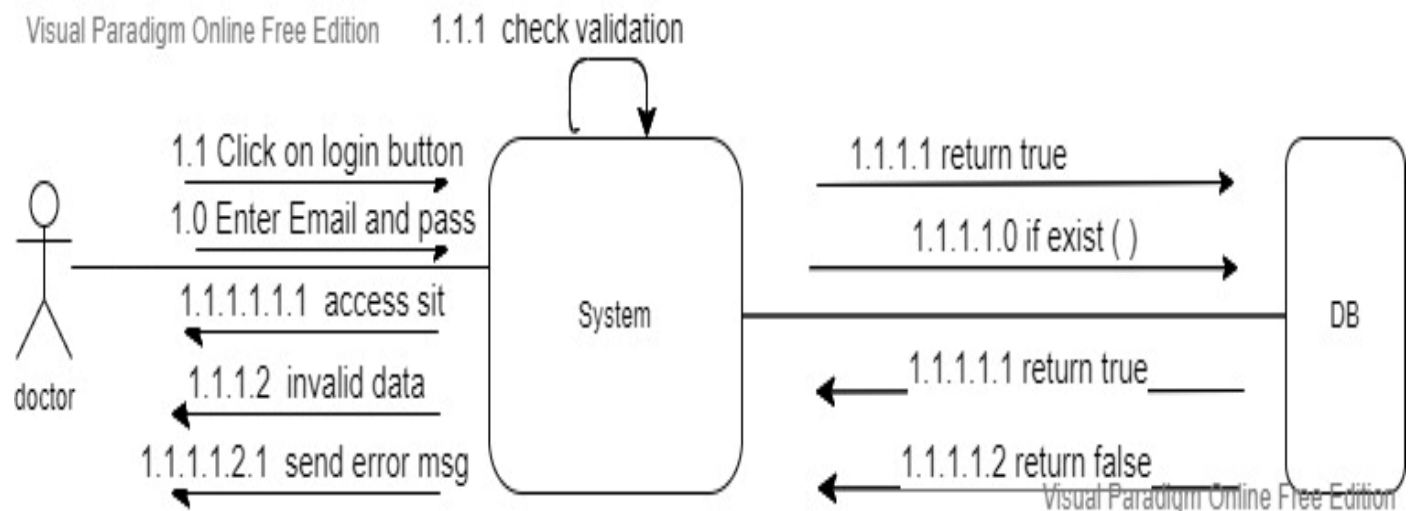 Visual Paradigm Online Free Edition
1.1.1 check validation
1.1 Click on login button
1.0 Enter Email and pass
1.1.1.1.1.1 access sit
1.1.1.2 invalid data
1.1.1.1.2.1 send error msg
doctor
System
1.1.1.1 return true
1.1.1.1.0 if exist ( )
1.1.1.1.1 return true
1.1.1.1.2 return false
DB
Visual Paradigm Online Free Edition